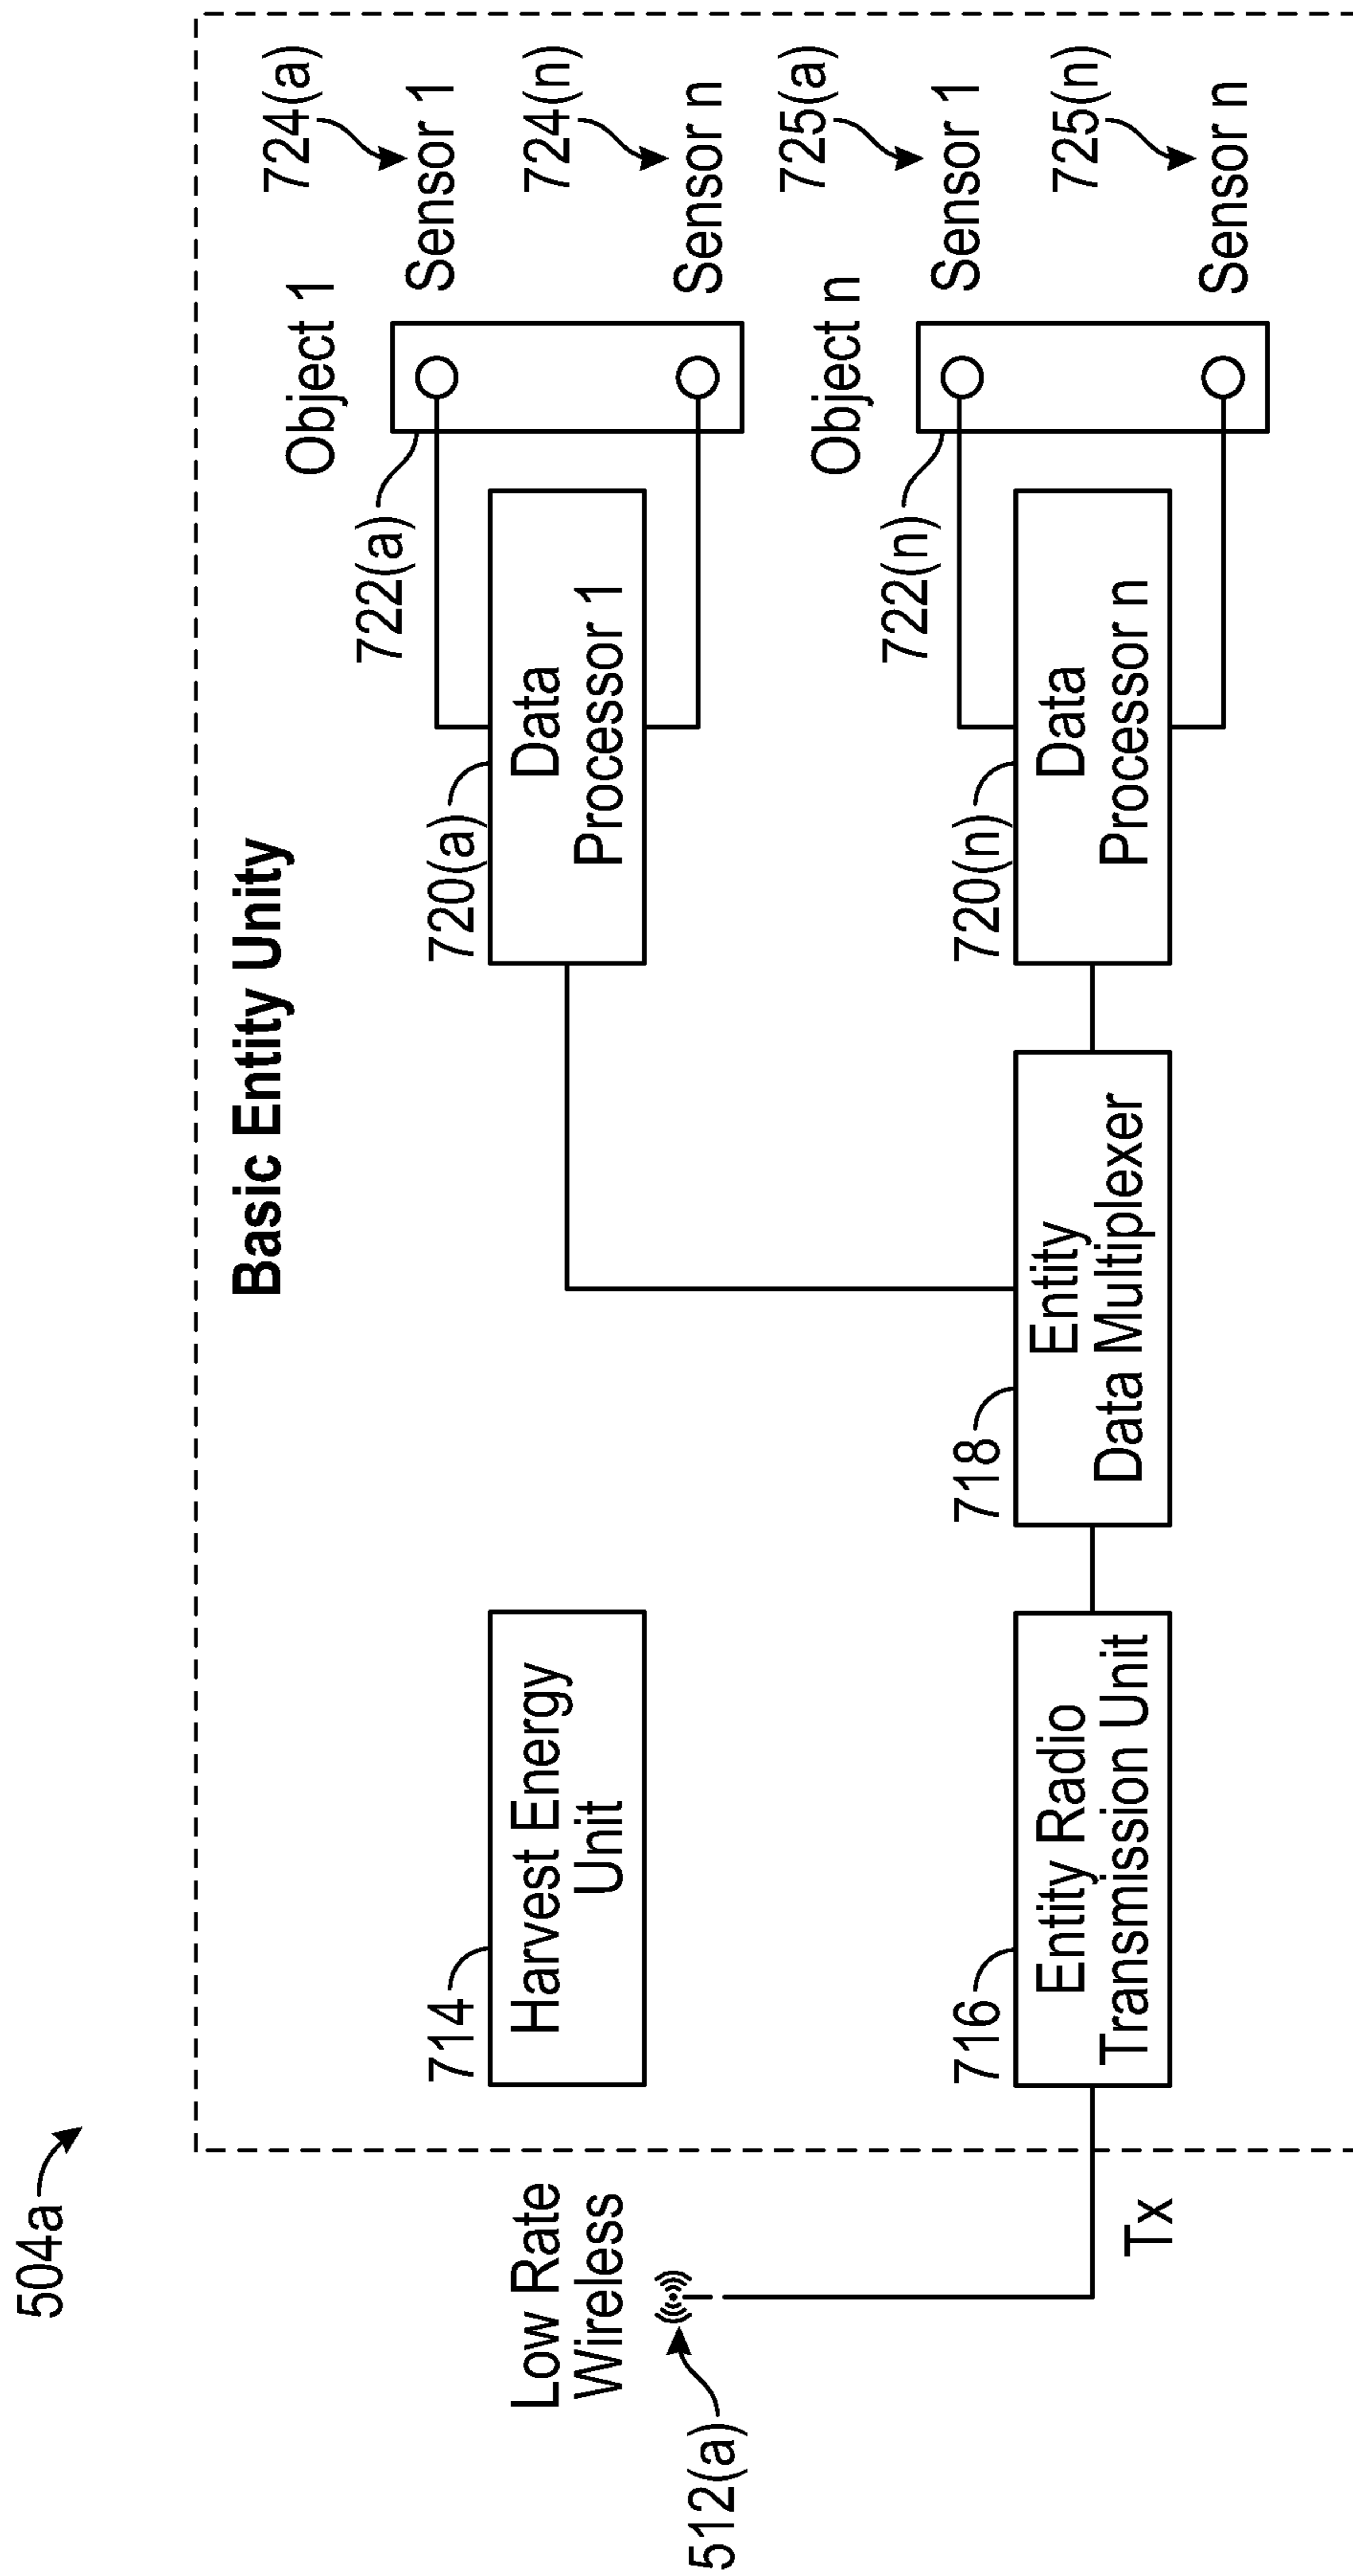 504a
Basic Entity Unity
Low Rate
Wireless
512(a)
Tx
714
Harvest Energy
Unit
716
Entity Radio
Transmission Unit
718
Entity
Data Multiplexer
720(a)
Data
Processor 1
722(a)
Object 1
724(a)
Sensor 1
724(n)
Sensor n
720(n)
Data
Processor n
722(n)
Object n
725(a)
Sensor 1
725(n)
Sensor n